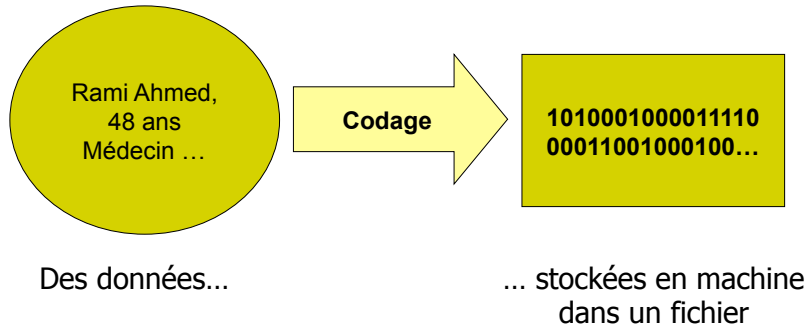 Rami Ahmed,
48 ans
Médecin …
Codage
1010001000011110
00011001000100…
Des données…
… stockées en machine
dans un fichier